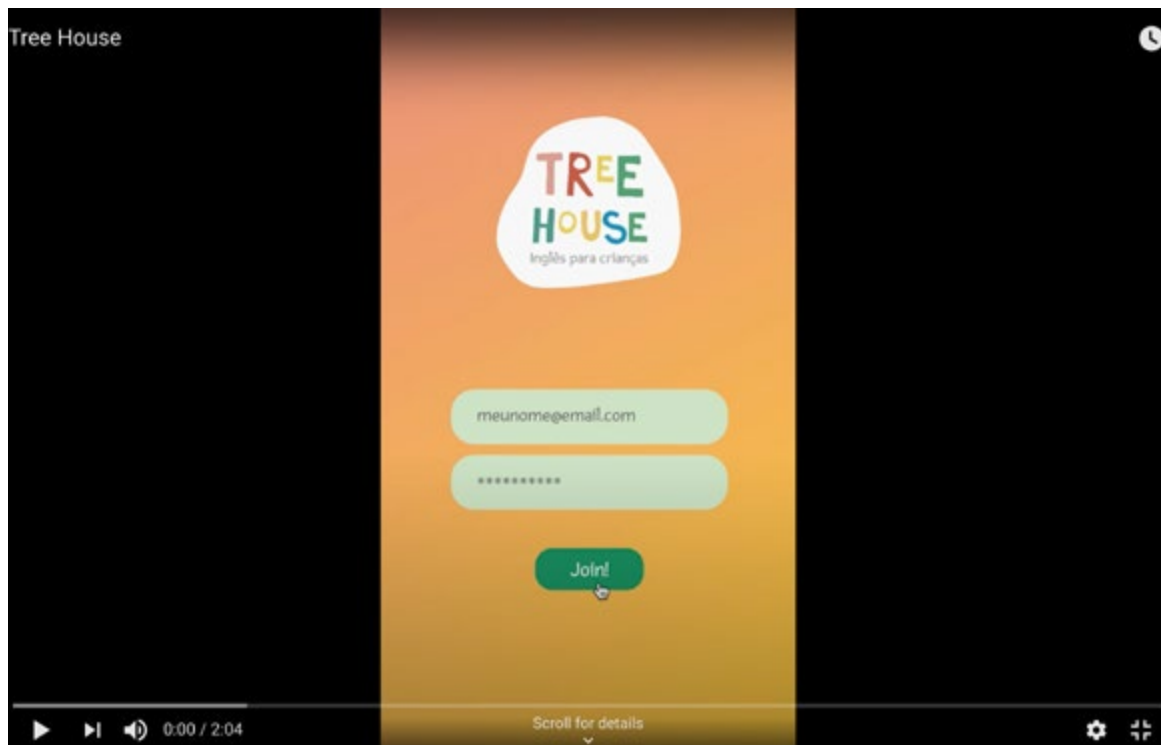 Tree House
TREE
HOUSE
Inglês para crianças
meunome@email.com
**********
Join!
0:00 / 2:04
Scroll for details